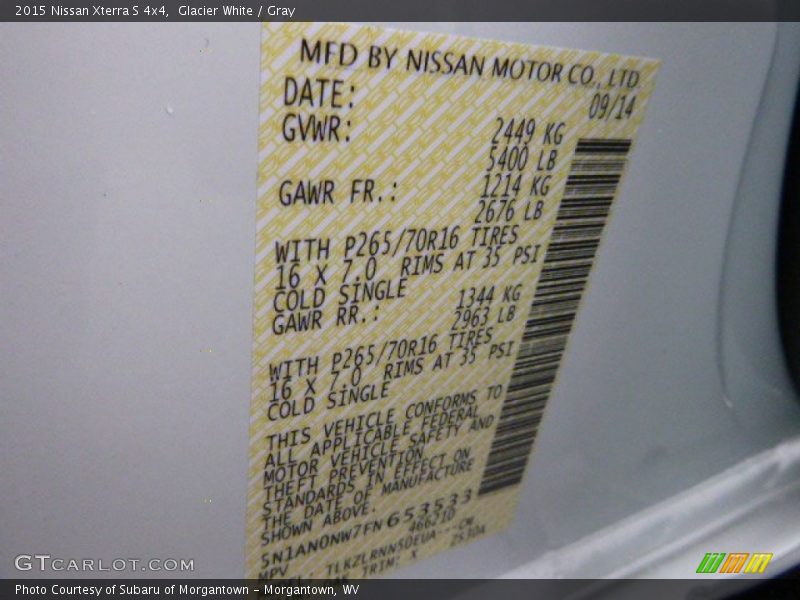 2015 Nissan Xterra S 4x4,  Glacier White / Gray
MFD BY NISSAN MOTOR CO., LTD
DATE: 09/14
GVWR: 2449 KG
5400 LB
GAWR FR.: 1214 KG
2676 LB
WITH P265/70R16 TIRES
16 X 7.0 RIMS AT 35 PSI
COLD SINGLE
GAWR RR.: 1344 KG
2963 LB
WITH P265/70R16 TIRES
16 X 7.0 RIMS AT 35 PSI
COLD SINGLE
THIS VEHICLE CONFORMS TO
ALL APPLICABLE FEDERAL
MOTOR VEHICLE SAFETY AND
THEFT PREVENTION
STANDARDS IN EFFECT ON
THE DATE OF MANUFACTURE
SHOWN ABOVE.
5N1AN0NW7FN653533
MPV 466210
TRIM: X
GTCARLOT.COM
Photo Courtesy of Subaru of Morgantown - Morgantown, WV